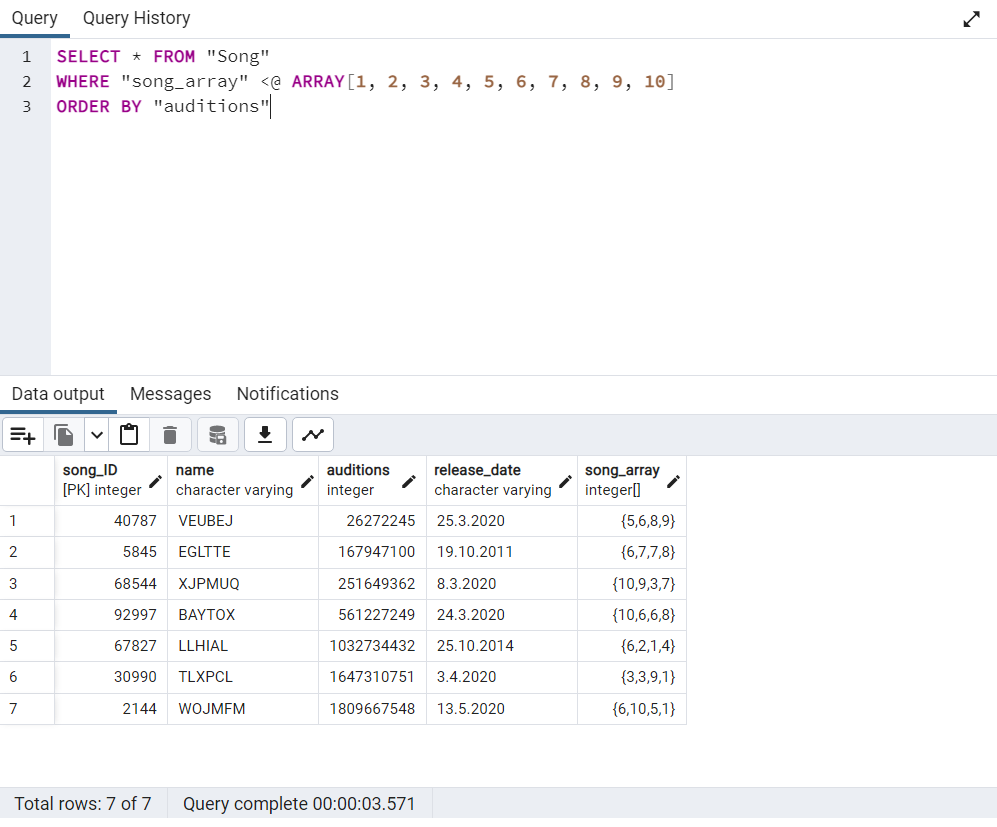 Query Query History
1 SELECT * FROM "Song"
2 WHERE "song_array" <@ ARRAY[1, 2, 3, 4, 5, 6, 7, 8, 9, 10]
3 ORDER BY "auditions"
Data output Messages Notifications
song_ID name auditions release_date song_array
[PK] integer character varying integer character varying integer[]
1 40787 VEUBEJ 26272245 25.3.2020 {5,6,8,9}
2 5845 EGLTTE 167947100 19.10.2011 {6,7,7,8}
3 68544 XJPMUQ 251649362 8.3.2020 {10,9,3,7}
4 92997 BAYTOX 561227249 24.3.2020 {10,6,6,8}
5 67827 LLHIAL 1032734432 25.10.2014 {6,2,1,4}
6 30990 TLXPCL 1647310751 3.4.2020 {3,3,9,1}
7 2144 WOJMFM 1809667548 13.5.2020 {6,10,5,1}
Total rows: 7 of 7 Query complete 00:00:03.571